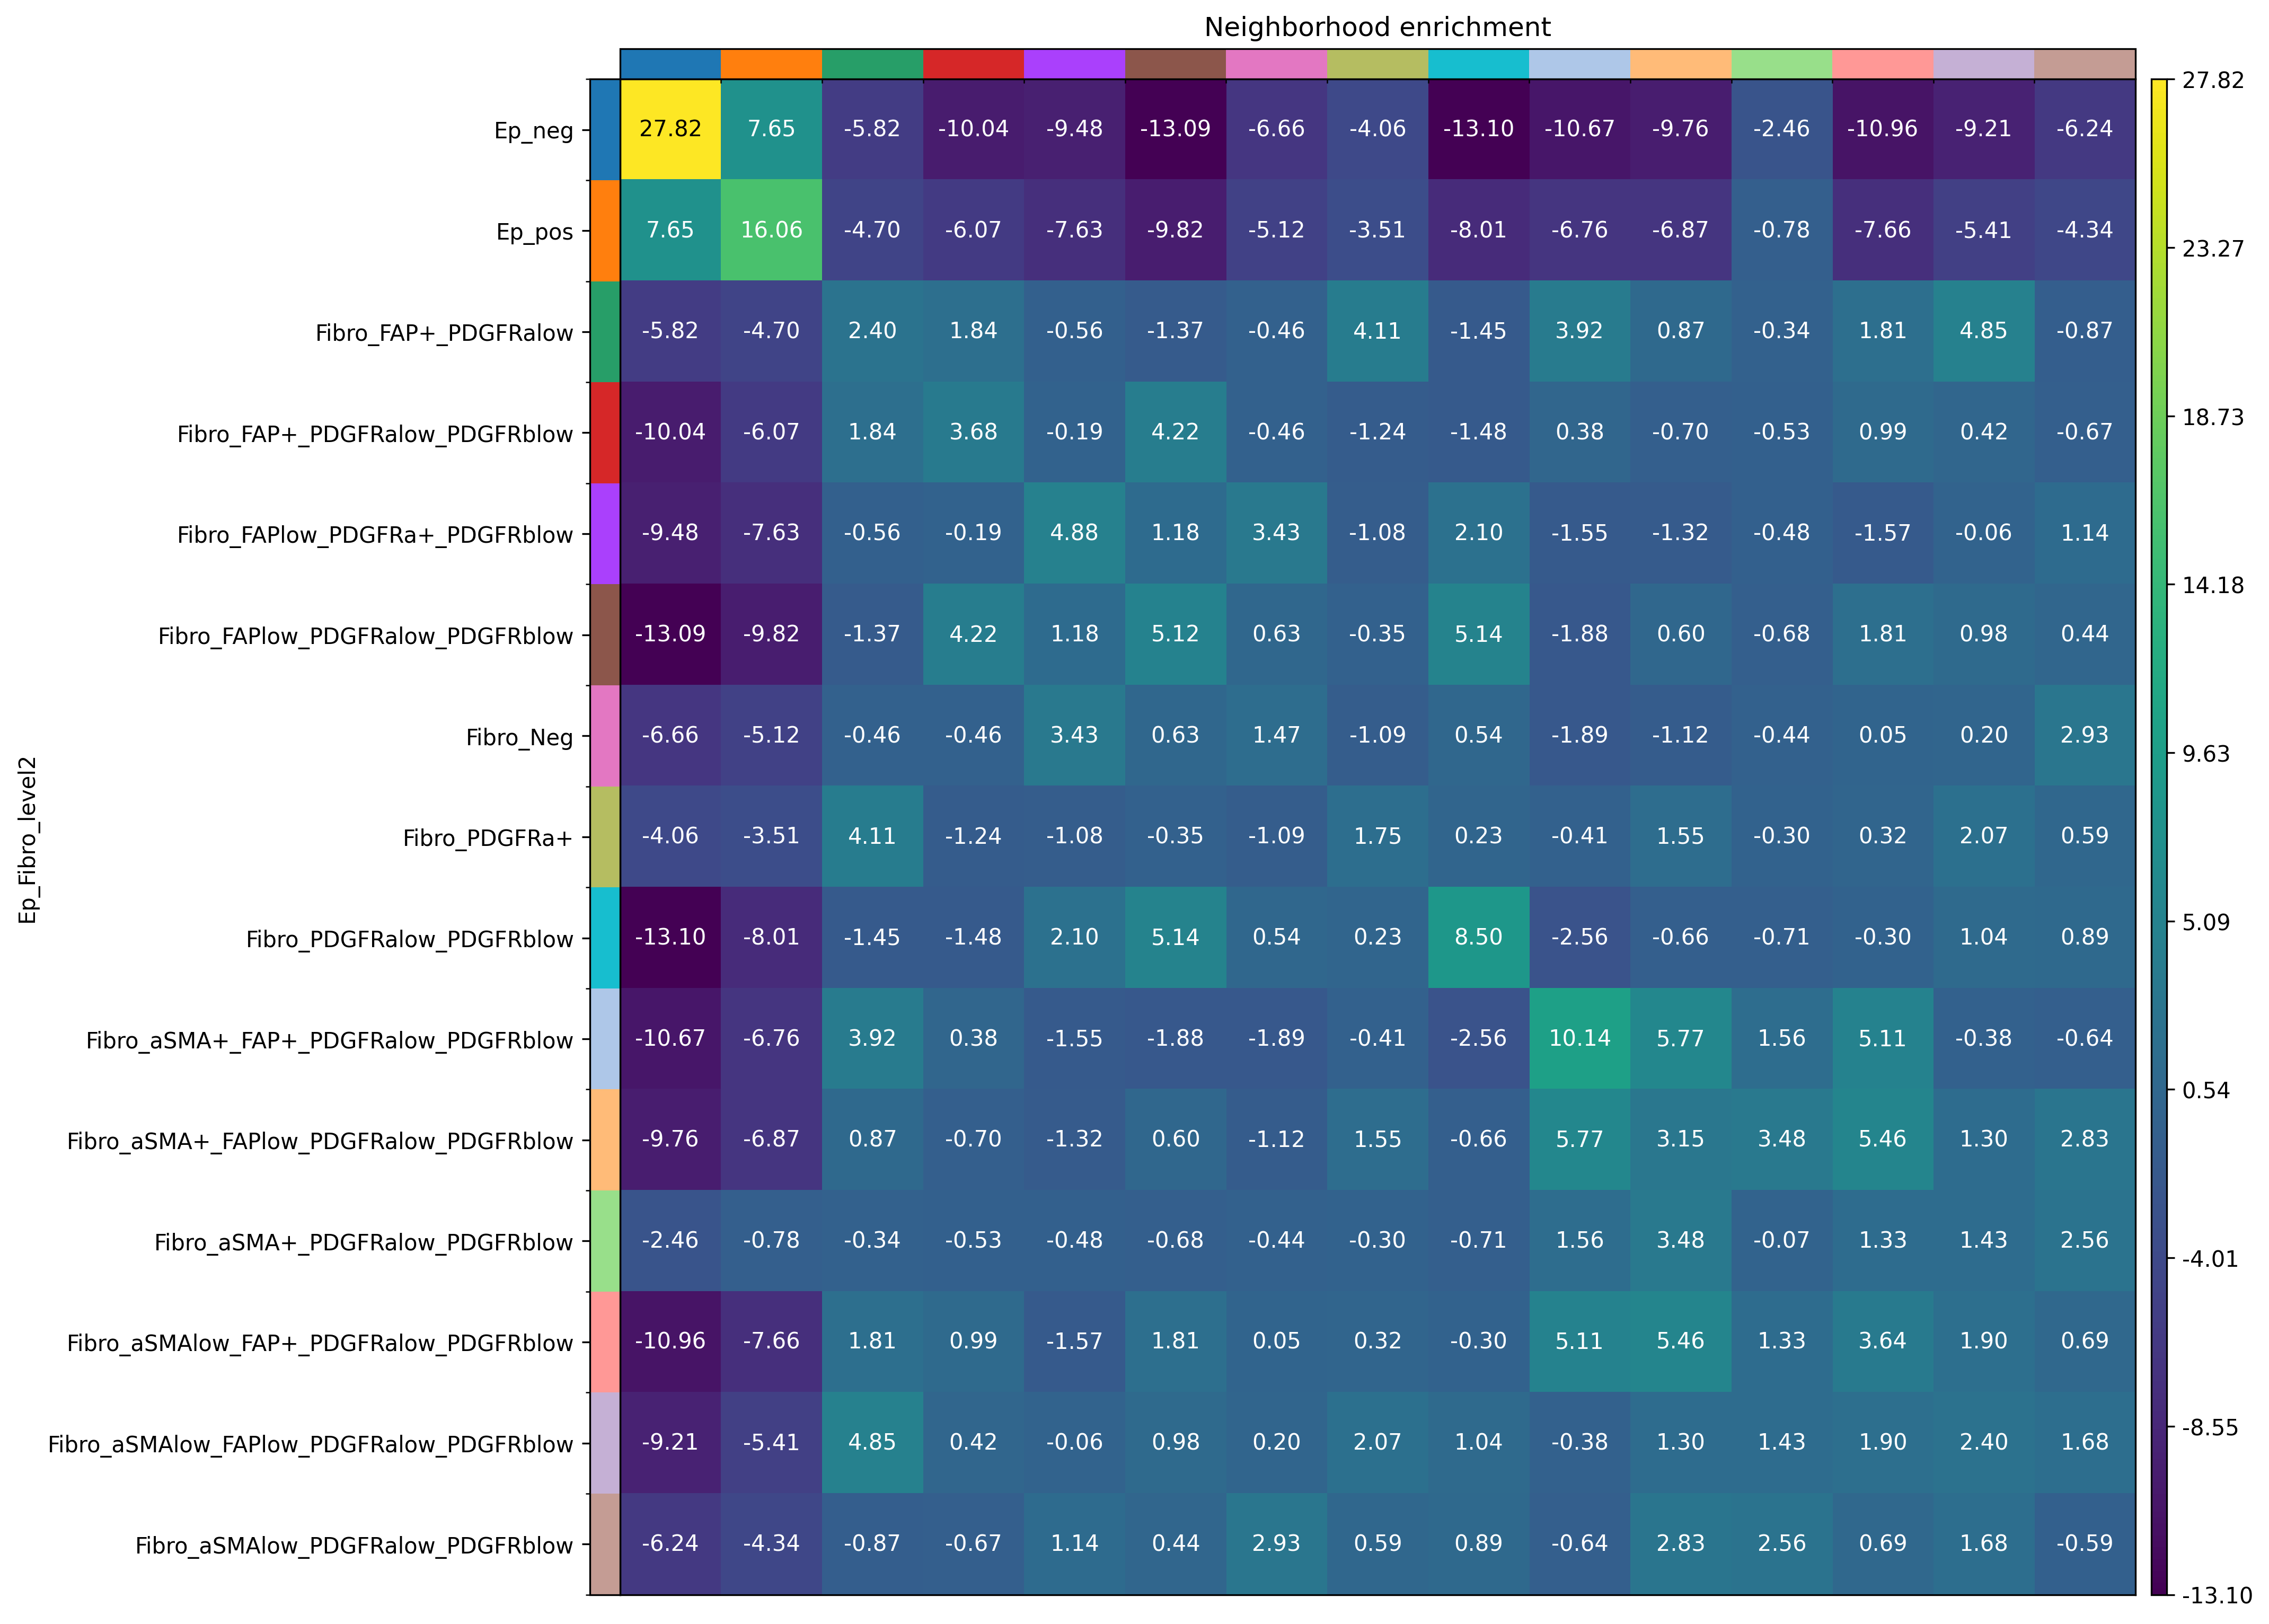 Neighborhood enrichment
Ep_Fibro_level2
Ep_neg 27.82 7.65 -5.82 -10.04 -9.48 -13.09 -6.66 -4.06 -13.10 -10.67 -9.76 -2.46 -10.96 -9.21 -6.24
Ep_pos 7.65 16.06 -4.70 -6.07 -7.63 -9.82 -5.12 -3.51 -8.01 -6.76 -6.87 -0.78 -7.66 -5.41 -4.34
Fibro_FAP+_PDGFRalow -5.82 -4.70 2.40 1.84 -0.56 -1.37 -0.46 4.11 -1.45 3.92 0.87 -0.34 1.81 4.85 -0.87
Fibro_FAP+_PDGFRalow_PDGFRblow -10.04 -6.07 1.84 3.68 -0.19 4.22 -0.46 -1.24 -1.48 0.38 -0.70 -0.53 0.99 0.42 -0.67
Fibro_FAPlow_PDGFRa+_PDGFRblow -9.48 -7.63 -0.56 -0.19 4.88 1.18 3.43 -1.08 2.10 -1.55 -1.32 -0.48 -1.57 -0.06 1.14
Fibro_FAPlow_PDGFRalow_PDGFRblow -13.09 -9.82 -1.37 4.22 1.18 5.12 0.63 -0.35 5.14 -1.88 0.60 -0.68 1.81 0.98 0.44
Fibro_Neg -6.66 -5.12 -0.46 -0.46 3.43 0.63 1.47 -1.09 0.54 -1.89 -1.12 -0.44 0.05 0.20 2.93
Fibro_PDGFRa+ -4.06 -3.51 4.11 -1.24 -1.08 -0.35 -1.09 1.75 0.23 -0.41 1.55 -0.30 0.32 2.07 0.59
Fibro_PDGFRalow_PDGFRblow -13.10 -8.01 -1.45 -1.48 2.10 5.14 0.54 0.23 8.50 -2.56 -0.66 -0.71 -0.30 1.04 0.89
Fibro_aSMA+_FAP+_PDGFRalow_PDGFRblow -10.67 -6.76 3.92 0.38 -1.55 -1.88 -1.89 -0.41 -2.56 10.14 5.77 1.56 5.11 -0.38 -0.64
Fibro_aSMA+_FAPlow_PDGFRalow_PDGFRblow -9.76 -6.87 0.87 -0.70 -1.32 0.60 -1.12 1.55 -0.66 5.77 3.15 3.48 5.46 1.30 2.83
Fibro_aSMA+_PDGFRalow_PDGFRblow -2.46 -0.78 -0.34 -0.53 -0.48 -0.68 -0.44 -0.30 -0.71 1.56 3.48 -0.07 1.33 1.43 2.56
Fibro_aSMAlow_FAP+_PDGFRalow_PDGFRblow -10.96 -7.66 1.81 0.99 -1.57 1.81 0.05 0.32 -0.30 5.11 5.46 1.33 3.64 1.90 0.69
Fibro_aSMAlow_FAPlow_PDGFRalow_PDGFRblow -9.21 -5.41 4.85 0.42 -0.06 0.98 0.20 2.07 1.04 -0.38 1.30 1.43 1.90 2.40 1.68
Fibro_aSMAlow_PDGFRalow_PDGFRblow -6.24 -4.34 -0.87 -0.67 1.14 0.44 2.93 0.59 0.89 -0.64 2.83 2.56 0.69 1.68 -0.59
27.82
23.27
18.73
14.18
9.63
5.09
0.54
-4.01
-8.55
-13.10